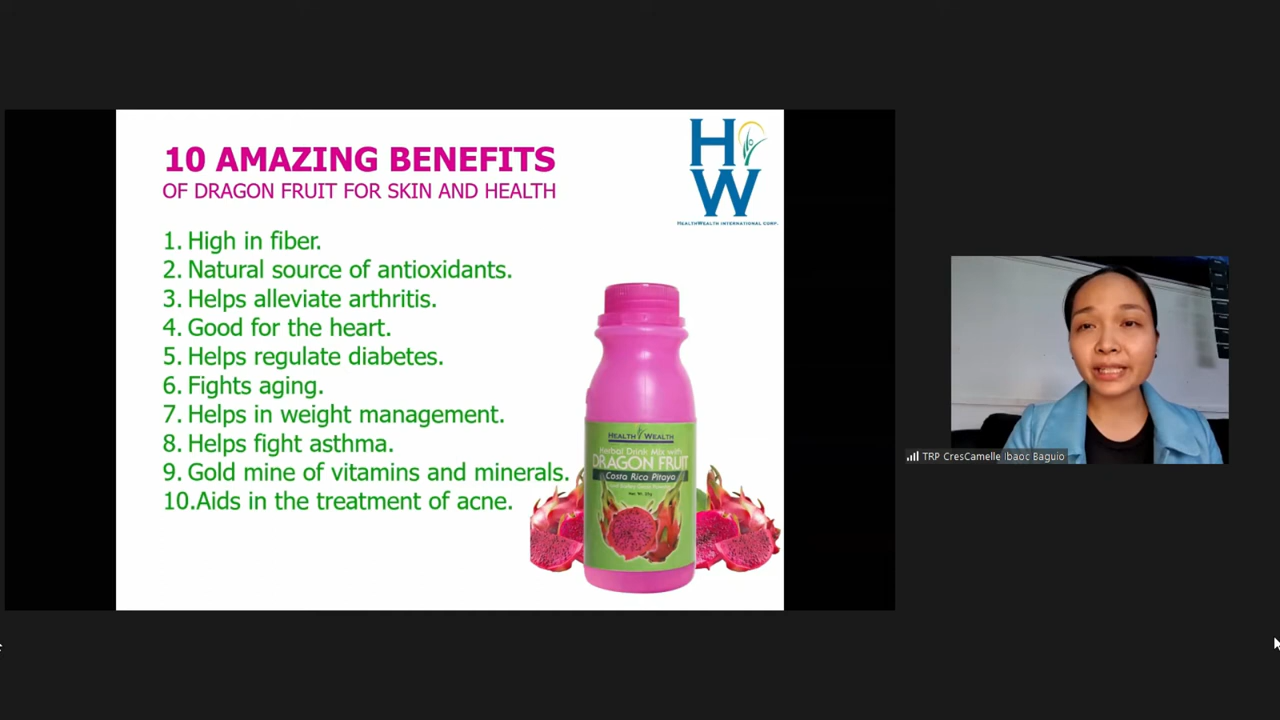 10 AMAZING BENEFITS
OF DRAGON FRUIT FOR SKIN AND HEALTH
1. High in fiber.
2. Natural source of antioxidants.
3. Helps alleviate arthritis.
4. Good for the heart.
5. Helps regulate diabetes.
6. Fights aging.
7. Helps in weight management.
8. Helps fight asthma.
9. Gold mine of vitamins and minerals.
10.Aids in the treatment of acne.
HW
HEALTHWEALTH INTERNATIONAL CORP.
HEALTH WEALTH
Herbal Drink Mix with
DRAGON FRUIT
Costa Rica Pitaya
TRP CresCamelle Ibaoc Baguio